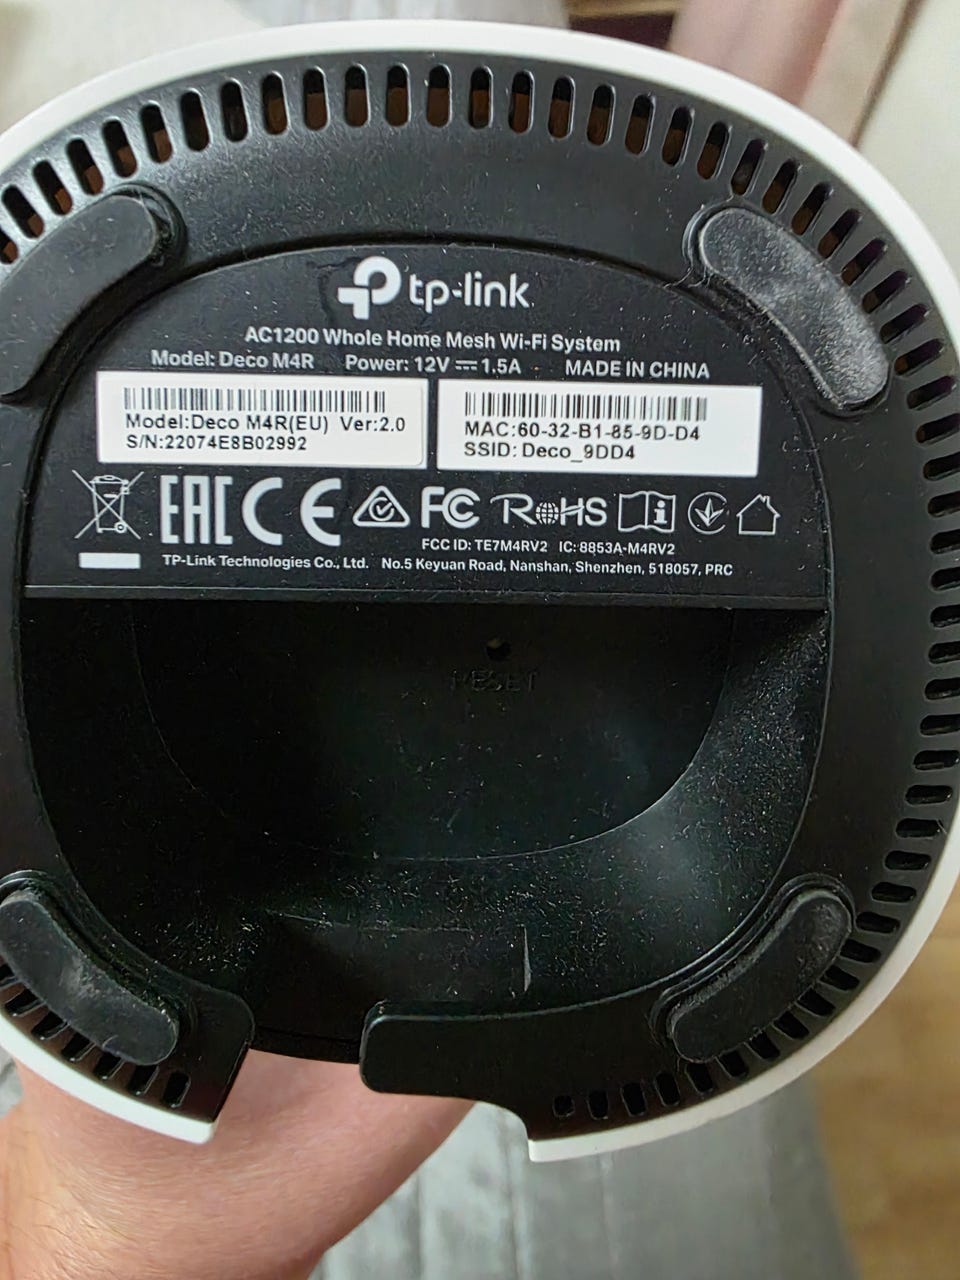 tp-link
AC1200 Whole Home Mesh Wi-Fi System
Model: Deco M4R Power: 12V⎓1.5A MADE IN CHINA
Model:Deco M4R(EU) Ver:2.0
S/N:22074E8B02992
MAC:60-32-B1-85-9D-D4
SSID: Deco_9DD4
EAC CE FC RoHS
FCC ID: TE7M4RV2 IC: 8853A-M4RV2
TP-Link Technologies Co., Ltd. No.5 Keyuan Road, Nanshan, Shenzhen, 518057, PRC
RESET